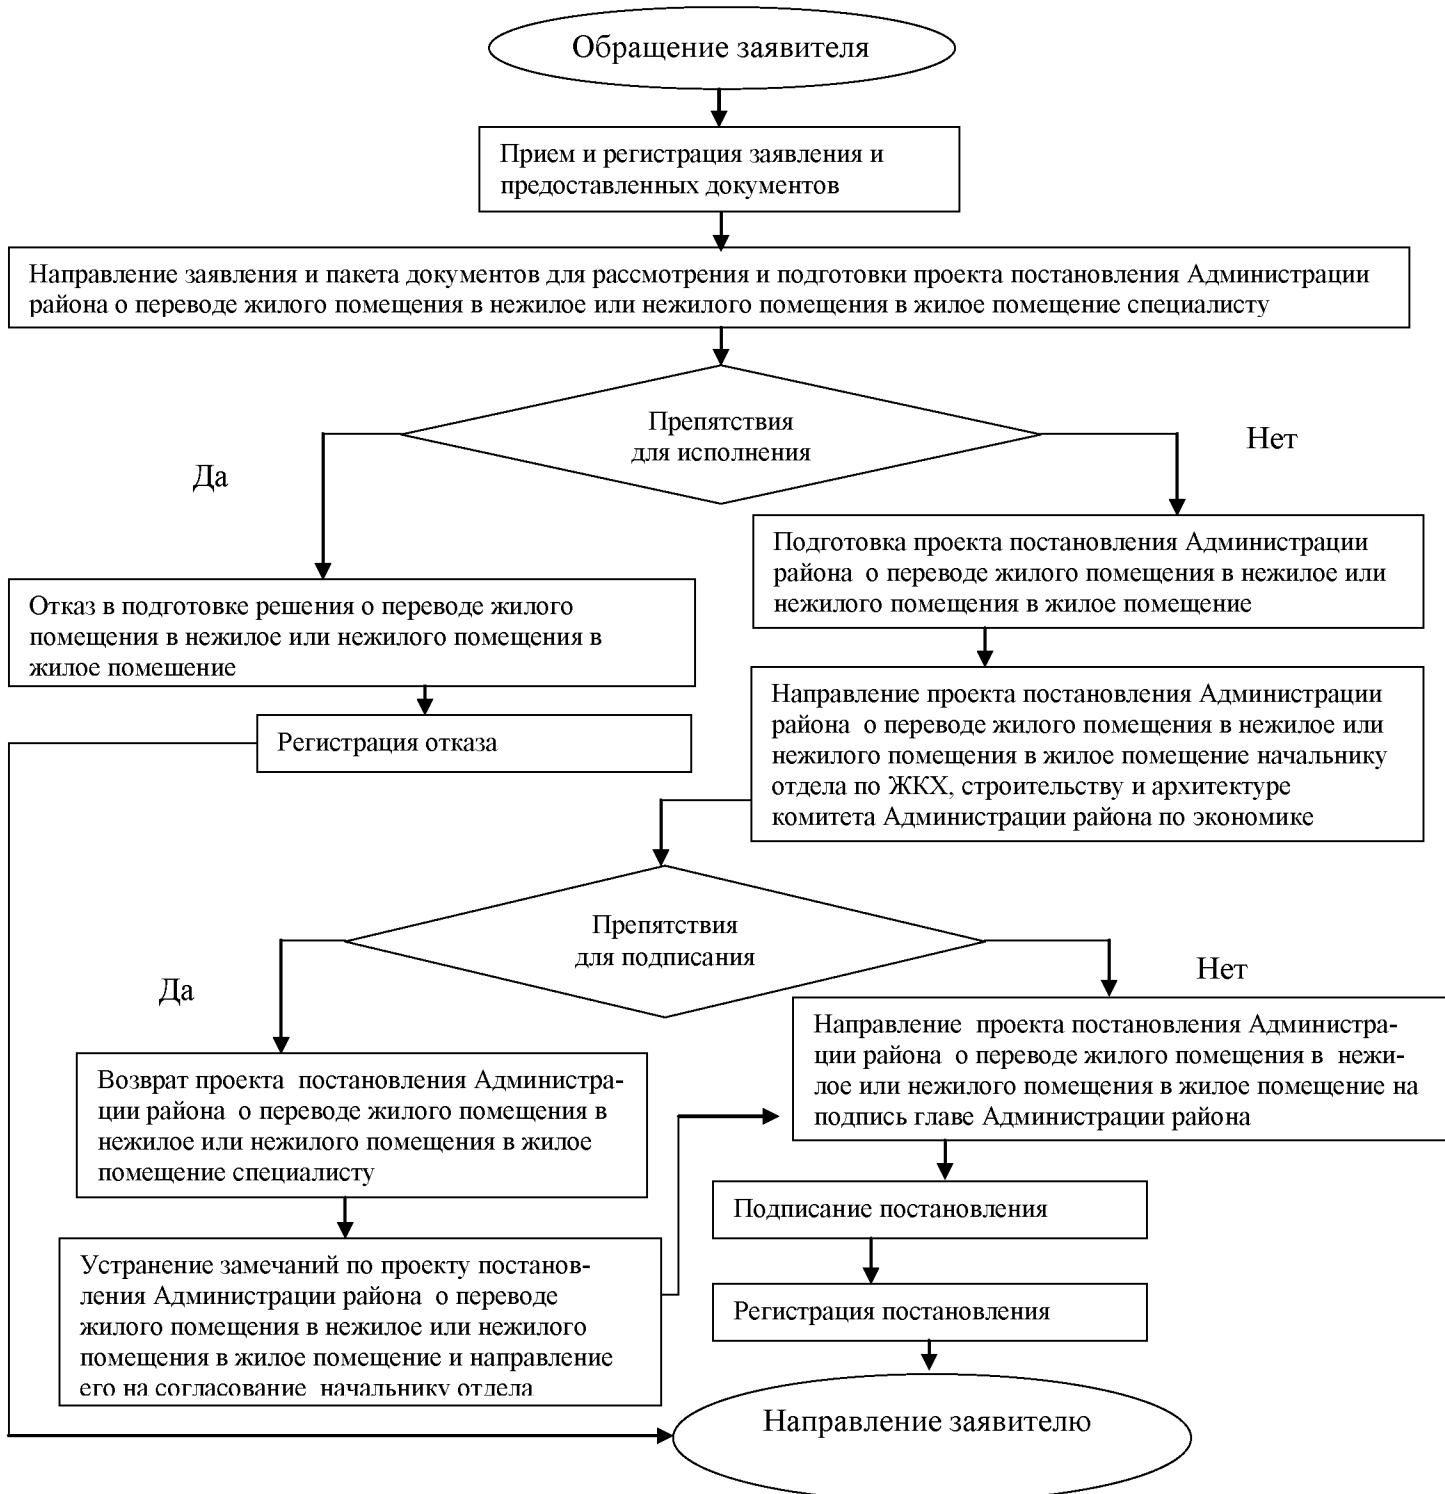 Обращение заявителя
Прием и регистрация заявления и
предоставленных документов
Направление заявления и пакета документов для рассмотрения и подготовки проекта постановления Администрации
района о переводе жилого помещения в нежилое или нежилого помещения в жилое помещение специалисту
Препятствия
для исполнения
Да
Нет
Подготовка проекта постановления Администрации
района о переводе жилого помещения в нежилое или
нежилого помещения в жилое помещение
Отказ в подготовке решения о переводе жилого
помещения в нежилое или нежилого помещения в
жилое помещение
Направление проекта постановления Администрации
района о переводе жилого помещения в нежилое или
нежилого помещения в жилое помещение начальнику
отдела по ЖКХ, строительству и архитектуре
комитета Администрации района по экономике
Регистрация отказа
Препятствия
для подписания
Да
Нет
Направление проекта постановления Администра-
ции района о переводе жилого помещения в нежи-
лое или нежилого помещения в жилое помещение на
подпись главе Администрации района
Возврат проекта постановления Администра-
ции района о переводе жилого помещения в
нежилое или нежилого помещения в жилое
помещение специалисту
Подписание постановления
Устранение замечаний по проекту постанов-
ления Администрации района о переводе
жилого помещения в нежилое или нежилого
помещения в жилое помещение и направление
его на согласование начальнику отдела
Регистрация постановления
Направление заявителю